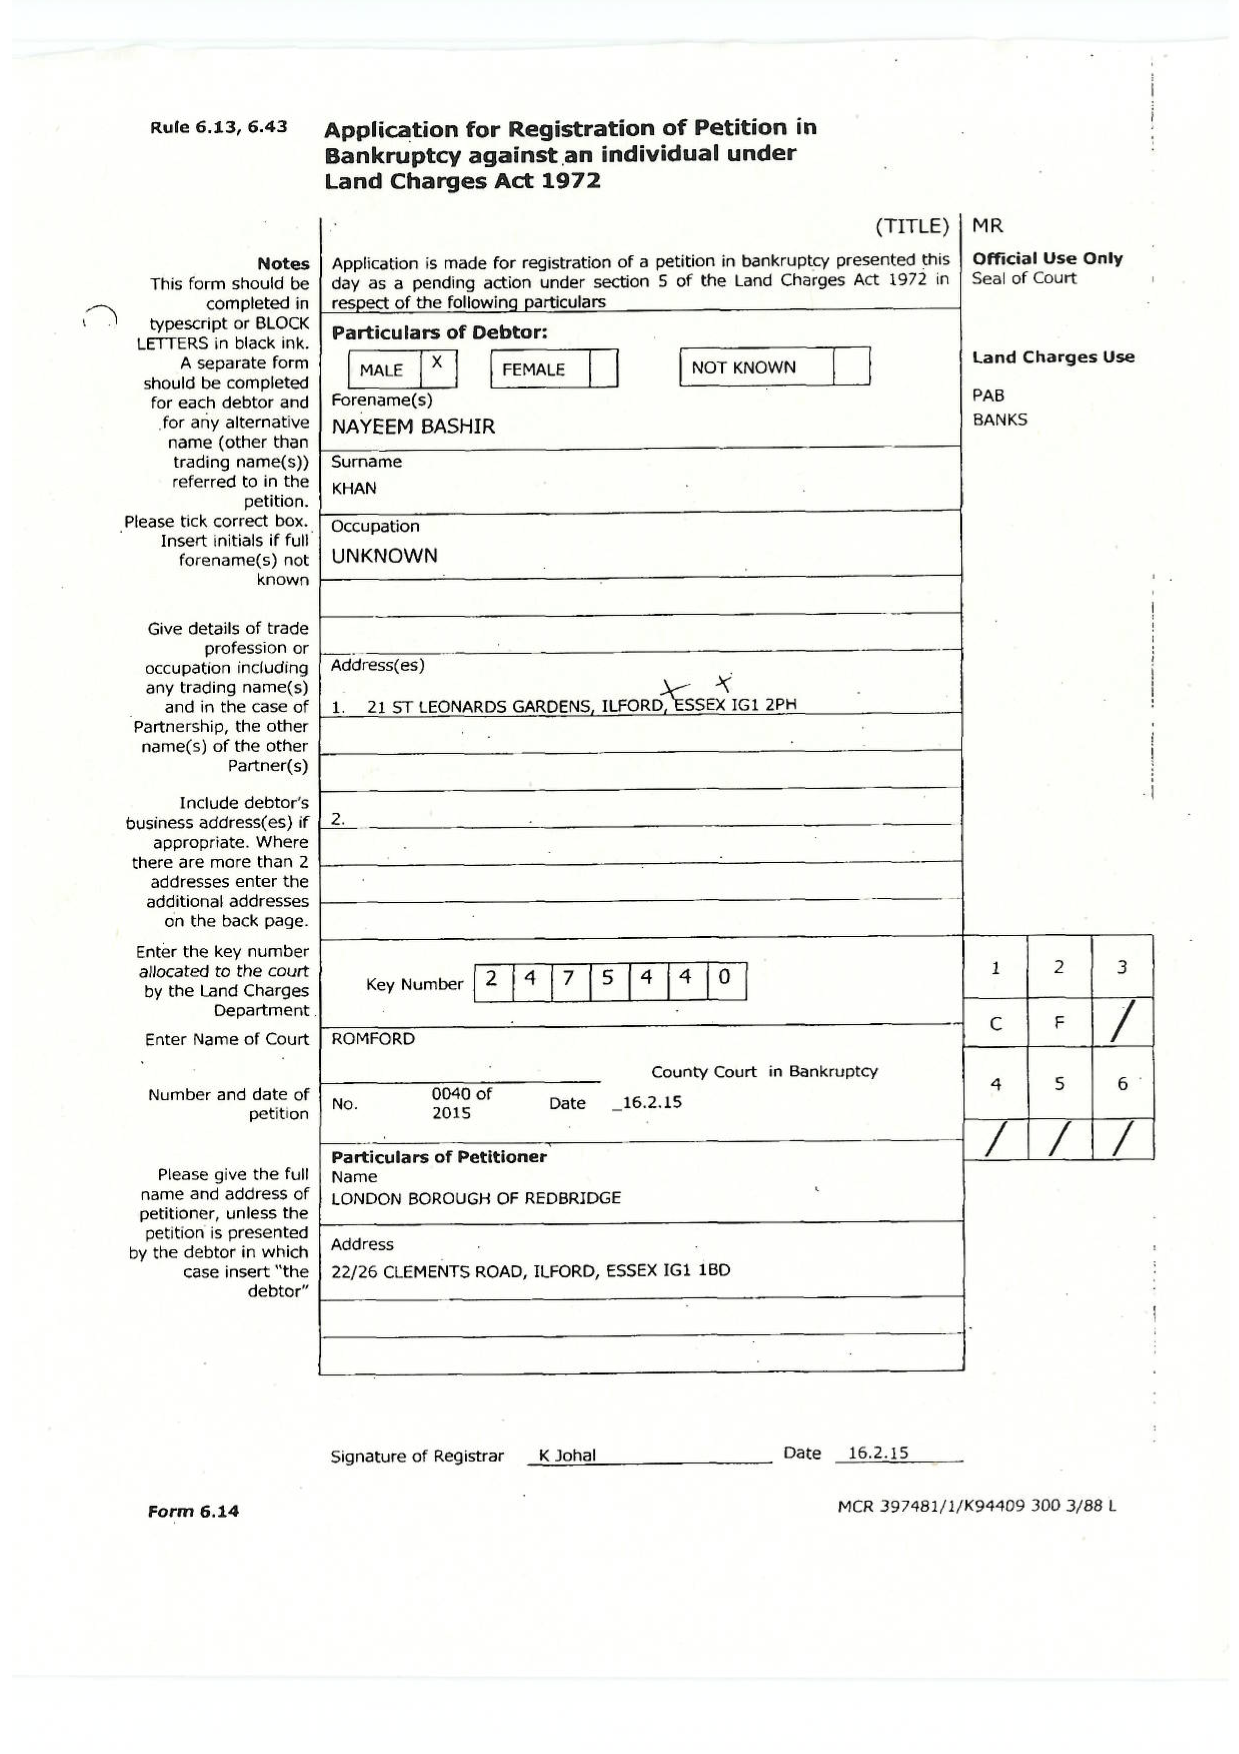 Rule 6.13, 6.43
Application for Registration of Petition in
Bankruptcy against an individual under
Land Charges Act 1972
(TITLE) MR
Notes
This form should be
completed in
typescript or BLOCK
LETTERS in black ink.
A separate form
should be completed
for each debtor and
for any alternative
name (other than
trading name(s))
referred to in the
petition.
Please tick correct box.
Insert initials if full
forename(s) not
known
Application is made for registration of a petition in bankruptcy presented this
day as a pending action under section 5 of the Land Charges Act 1972 in
respect of the following particulars
Official Use Only
Seal of Court
Particulars of Debtor:
MALE X FEMALE NOT KNOWN
Land Charges Use
PAB
BANKS
Forename(s)
NAYEEM BASHIR
Surname
KHAN
Occupation
UNKNOWN
Give details of trade
profession or
occupation including
any trading name(s)
and in the case of
Partnership, the other
name(s) of the other
Partner(s)
Address(es)
X X
1. 21 ST LEONARDS GARDENS, ILFORD, ESSEX IG1 2PH
Include debtor's
business address(es) if
appropriate. Where
there are more than 2
addresses enter the
additional addresses
on the back page.
2.
Enter the key number
allocated to the court
by the Land Charges
Department
Key Number 2 4 7 5 4 4 0
1 2 3
C F /
4 5 6
/ / /
Enter Name of Court
ROMFORD
County Court in Bankruptcy
Number and date of
petition
No. 0040 of
2015
Date _16.2.15
Particulars of Petitioner
Please give the full
name and address of
petitioner, unless the
petition is presented
by the debtor in which
case insert "the
debtor"
Name
LONDON BOROUGH OF REDBRIDGE
Address
22/26 CLEMENTS ROAD, ILFORD, ESSEX IG1 1BD
Signature of Registrar K Johal Date 16.2.15
Form 6.14
MCR 397481/1/K94409 300 3/88 L